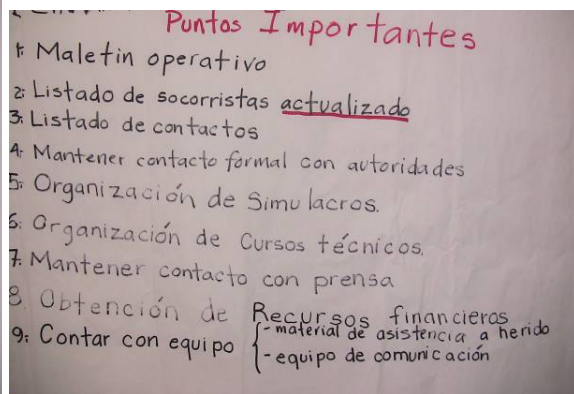 Puntos Importantes
1: Maletin operativo
2: Listado de socorristas actualizado
3: Listado de contactos
4: Mantener contacto formal con autoridades
5: Organización de Simulacros.
6: Organización de Cursos técnicos.
7: Mantener contacto con prensa
8. Obtención de Recursos financieros
9: Contar con equipo { - material de asistencia a herido
- equipo de comunicación